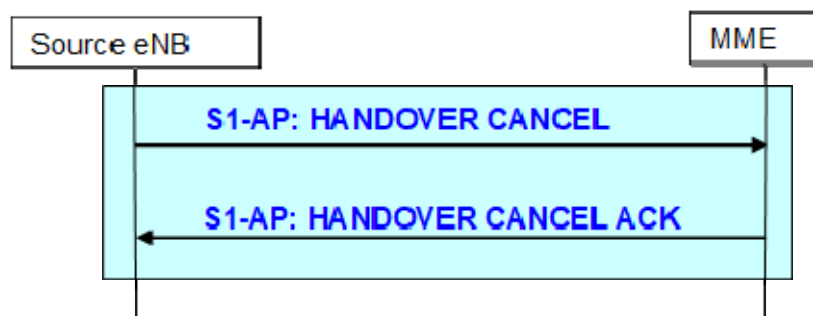 Source eNB
MME
S1-AP: HANDOVER CANCEL
S1-AP: HANDOVER CANCEL ACK